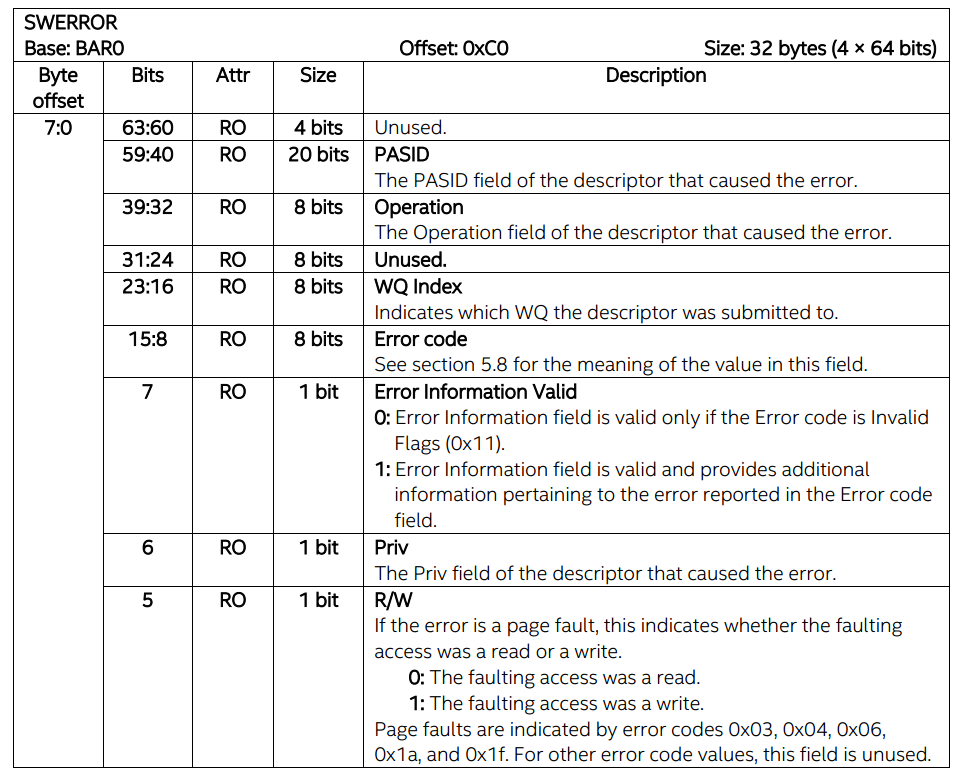 SWERROR
Base: BAR0 Offset: 0xC0 Size: 32 bytes (4 × 64 bits)
Byte offset Bits Attr Size Description
7:0 63:60 RO 4 bits Unused.
59:40 RO 20 bits PASID
The PASID field of the descriptor that caused the error.
39:32 RO 8 bits Operation
The Operation field of the descriptor that caused the error.
31:24 RO 8 bits Unused.
23:16 RO 8 bits WQ Index
Indicates which WQ the descriptor was submitted to.
15:8 RO 8 bits Error code
See section 5.8 for the meaning of the value in this field.
7 RO 1 bit Error Information Valid
0: Error Information field is valid only if the Error code is Invalid
Flags (0x11).
1: Error Information field is valid and provides additional
information pertaining to the error reported in the Error code
field.
6 RO 1 bit Priv
The Priv field of the descriptor that caused the error.
5 RO 1 bit R/W
If the error is a page fault, this indicates whether the faulting
access was a read or a write.
0: The faulting access was a read.
1: The faulting access was a write.
Page faults are indicated by error codes 0x03, 0x04, 0x06,
0x1a, and 0x1f. For other error code values, this field is unused.